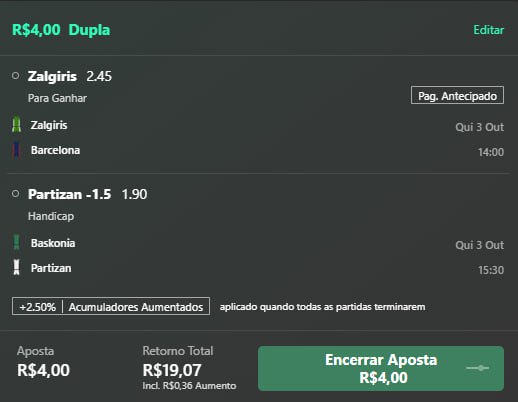 R$4,00 Dupla
Editar
Zalgiris 2.45
Para Ganhar
Pag. Antecipado
Zalgiris
Qui 3 Out
Barcelona
14:00
Partizan -1.5 1.90
Handicap
Baskonia
Qui 3 Out
Partizan
15:30
+2.50% | Acumuladores Aumentados aplicado quando todas as partidas terminarem
Aposta
R$4,00
Retorno Total
R$19,07
Incl. R$0,36 Aumento
Encerrar Aposta
R$4,00